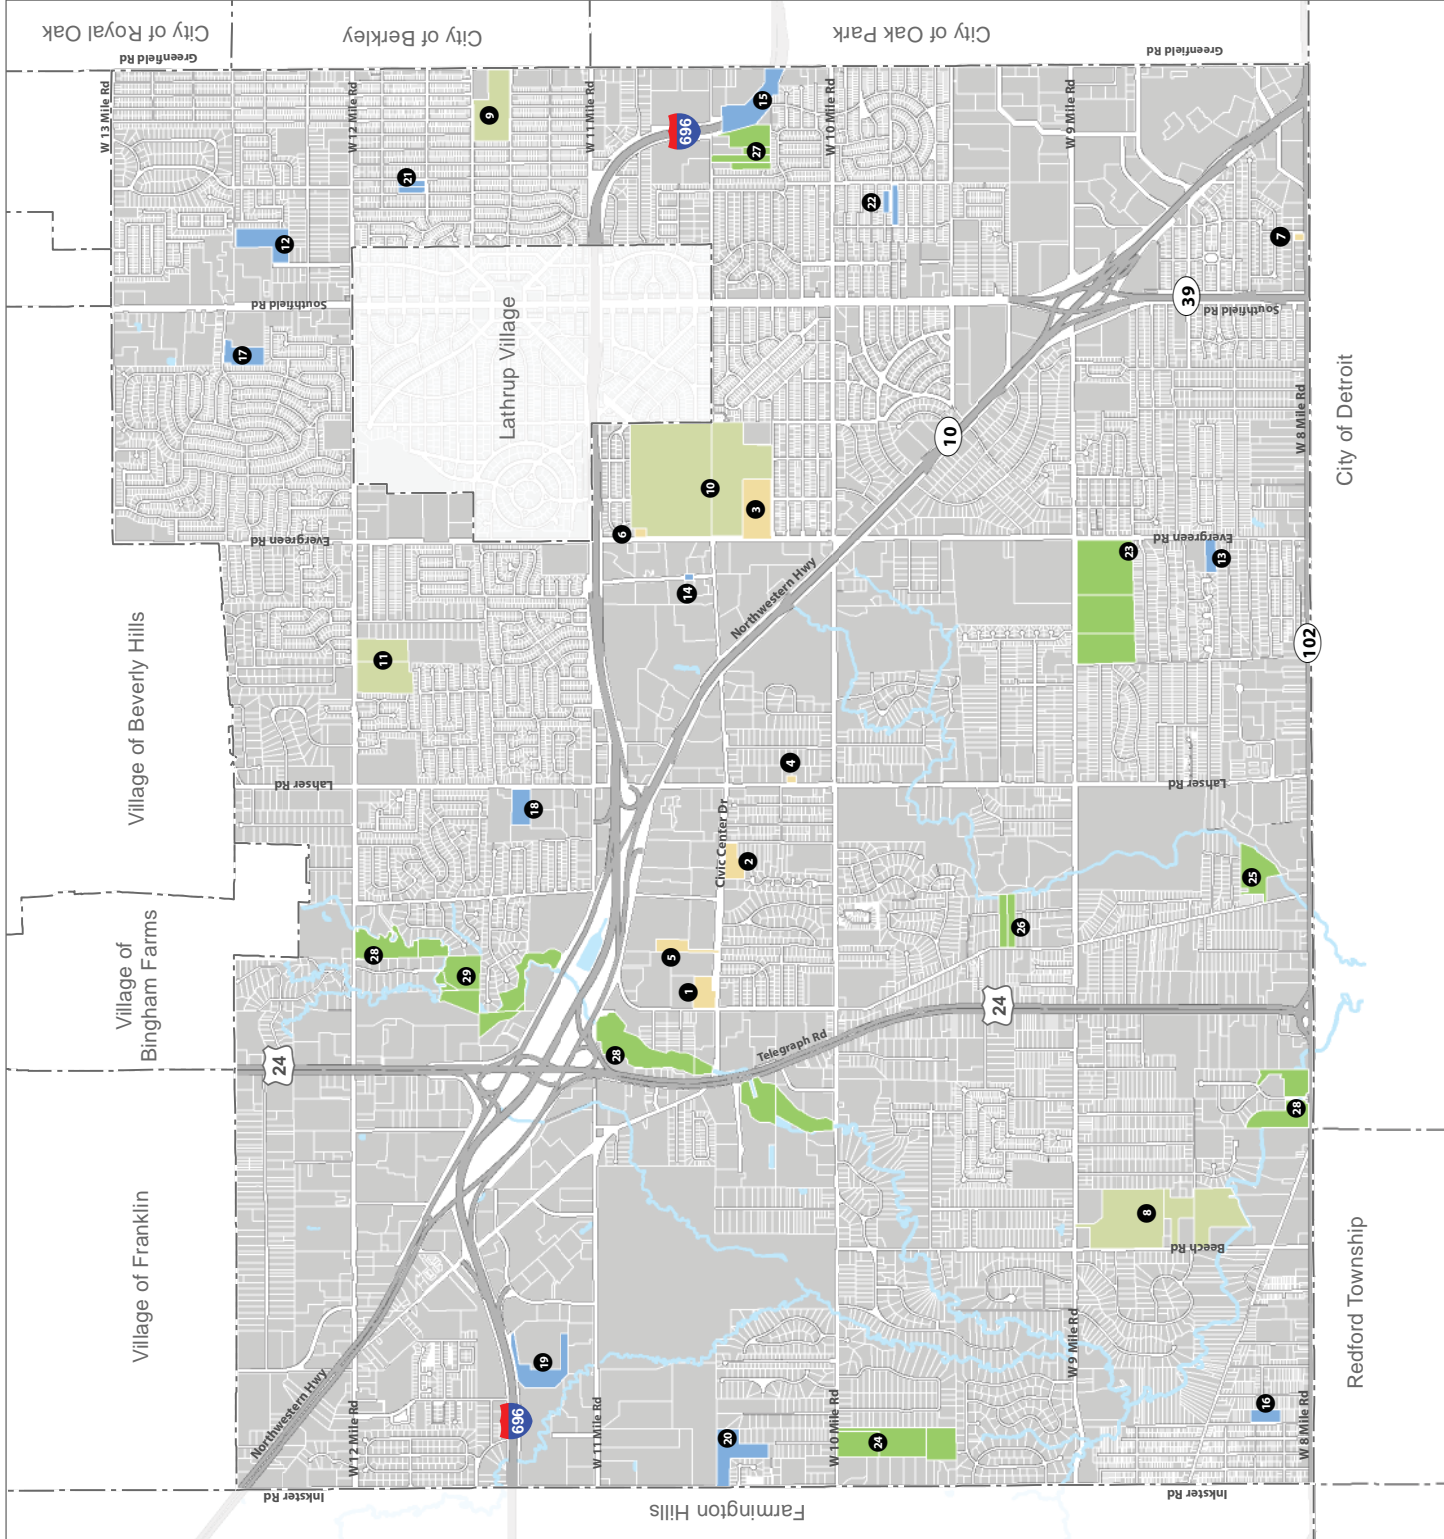 City of Royal Oak
City of Berkley
City of Oak Park
Greenfield Rd
Greenfield Rd
W 13 Mile Rd
W 12 Mile Rd
W 11 Mile Rd
W 10 Mile Rd
W 9 Mile Rd
9
15
696
27
21
22
12
7
Southfield Rd
39
Southfield Rd
17
Lathrup Village
City of Detroit
W 8 Mile Rd
10
10
3
6
Evergreen Rd
Evergreen Rd
23
13
14
Northwestern Hwy
102
Village of Beverly Hills
11
4
Lahser Rd
Lahser Rd
18
Civic Center Dr
2
25
26
Village of
Bingham Farms
28
29
5
1
24
24
28
Telegraph Rd
28
Village of Franklin
8
Beech Rd
Redford Township
19
W 9 Mile Rd
16
Northwestern Hwy
W 12 Mile Rd
696
W 11 Mile Rd
20
W 10 Mile Rd
24
W 8 Mile Rd
Inkster Rd
Inkster Rd
Farmington Hills